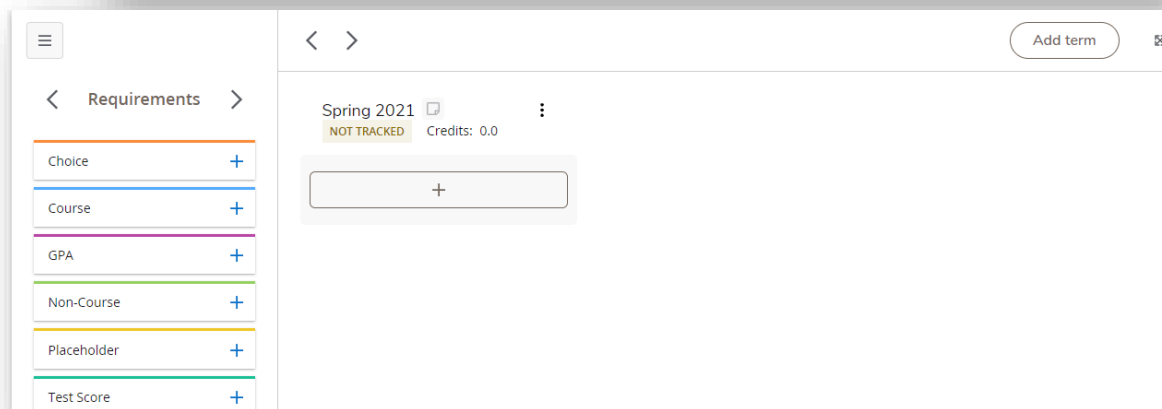 Add term
Requirements
Spring 2021
NOT TRACKED Credits: 0.0
Choice
Course
GPA
Non-Course
Placeholder
Test Score